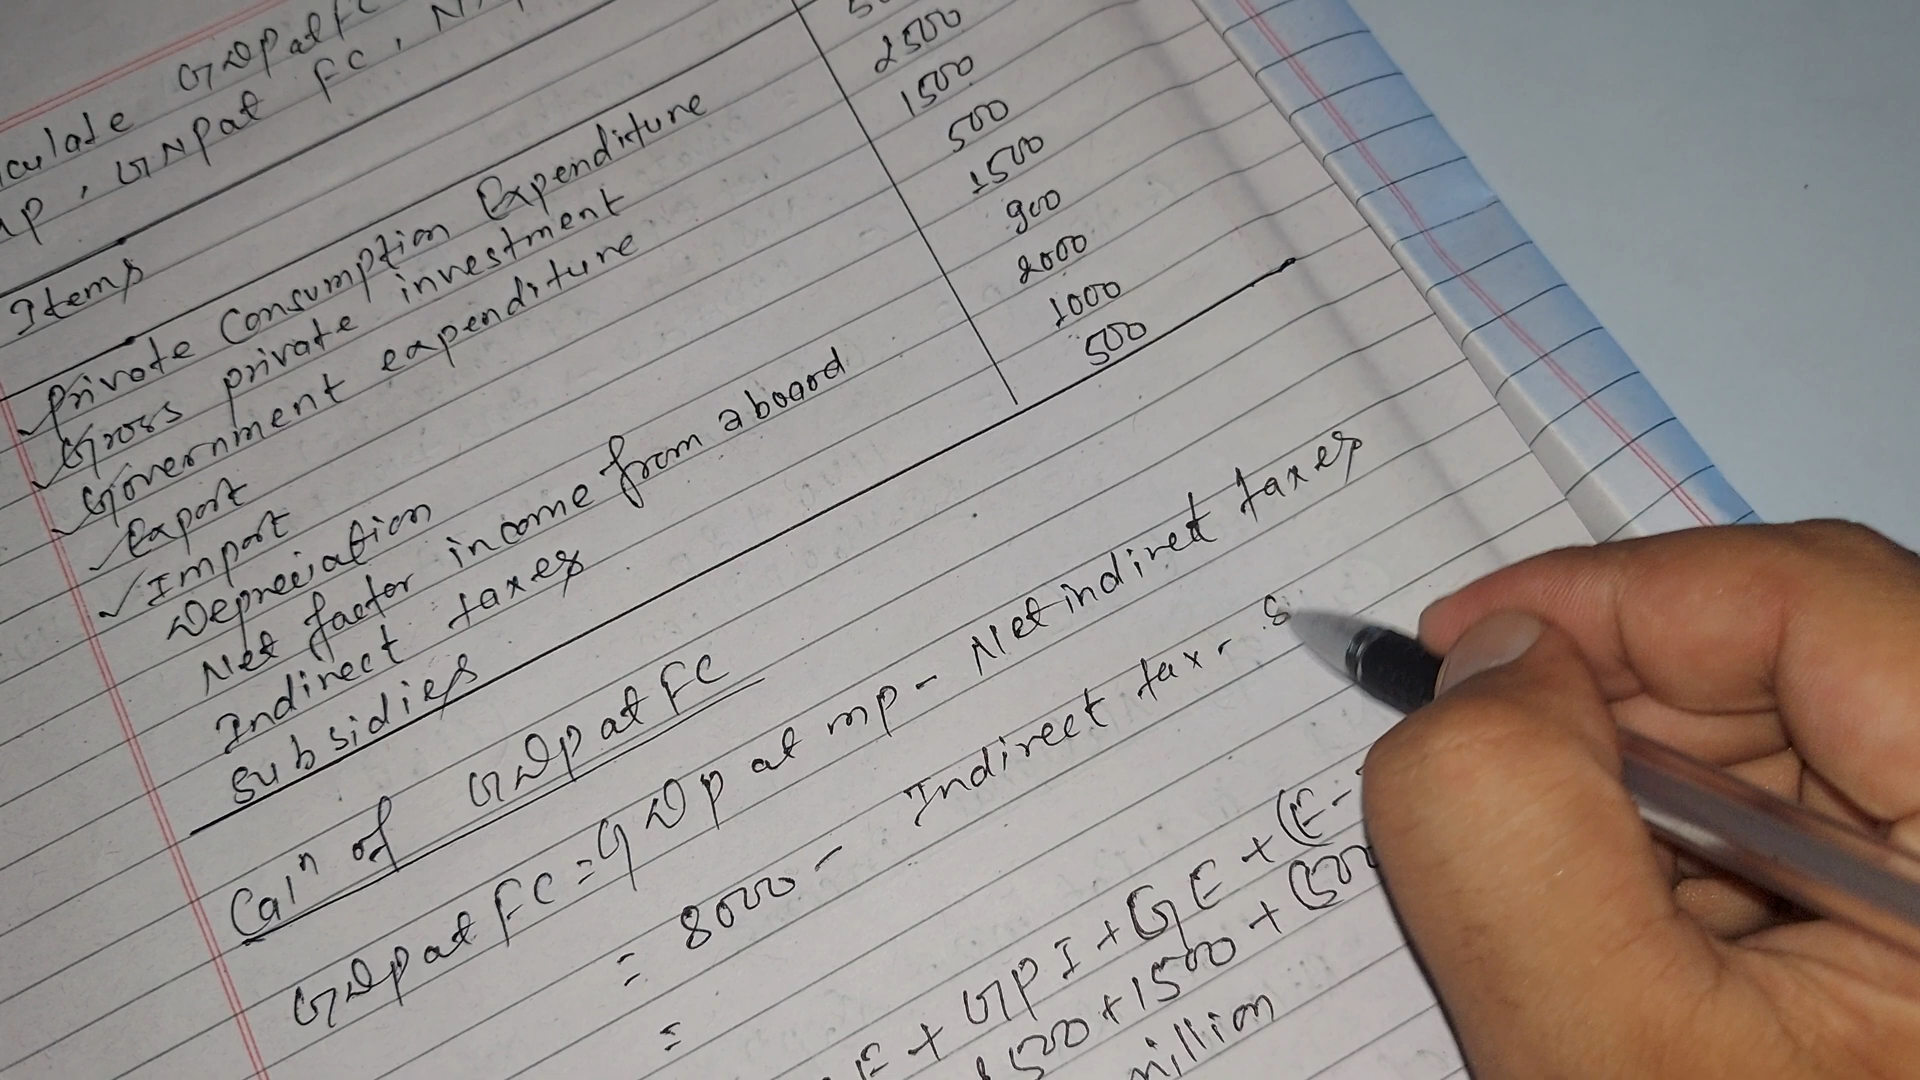 culate GDP at FC
MP, GNP at FC, N
Items
Private Consumption Expenditure
Gross private investment 2500
Government expenditure 1500
Export 500
Import 1500
Depreciation 900
Net factor income from aboard 2000
Indirect taxes 1000
Subsidies 500
Calⁿ of GDP at FC
GDP at FC = GDP at mp - Net indirect taxes
= 8000 - Indirect tax - S
=
E + GPI + GE + (E-
1500 + 1500 + (500
million